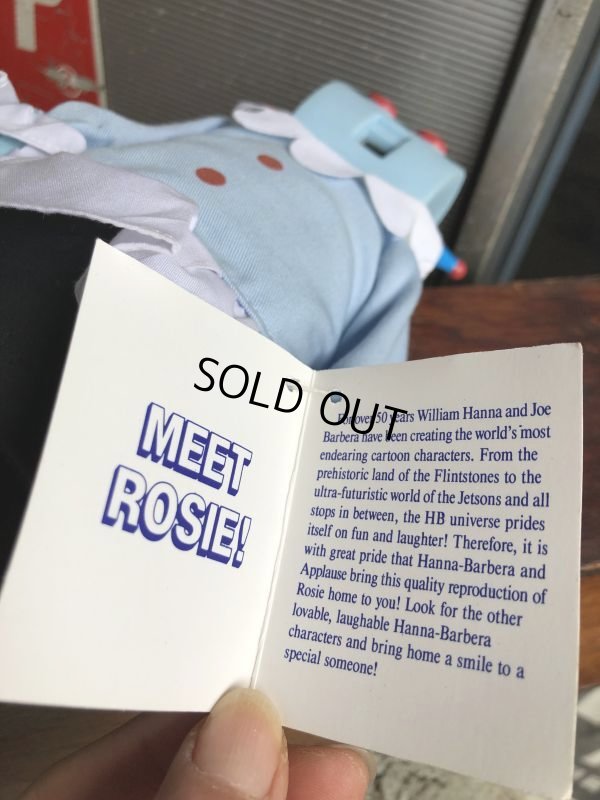 P
SOLD OUT
MEET
ROSIE!
For over 50 years William Hanna and Joe
Barbera have been creating the world's most
endearing cartoon characters. From the
prehistoric land of the Flintstones to the
ultra-futuristic world of the Jetsons and all
stops in between, the HB universe prides
itself on fun and laughter! Therefore, it is
with great pride that Hanna-Barbera and
Applause bring this quality reproduction of
Rosie home to you! Look for the other
lovable, laughable Hanna-Barbera
characters and bring home a smile to a
special someone!